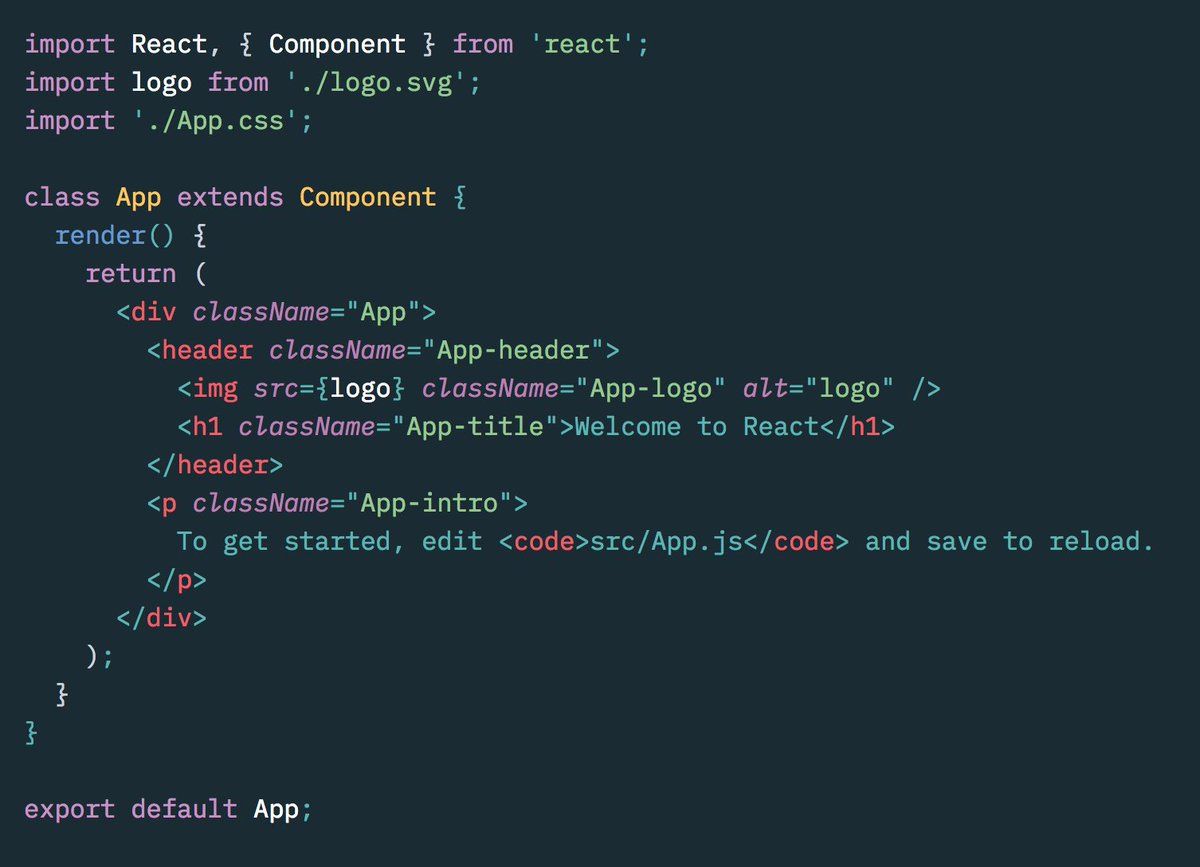 import React, { Component } from 'react';
import logo from './logo.svg';
import './App.css';

class App extends Component {
  render() {
    return (
      <div className="App">
        <header className="App-header">
          <img src={logo} className="App-logo" alt="logo" />
          <h1 className="App-title">Welcome to React</h1>
        </header>
        <p className="App-intro">
          To get started, edit <code>src/App.js</code> and save to reload.
        </p>
      </div>
    );
  }
}

export default App;